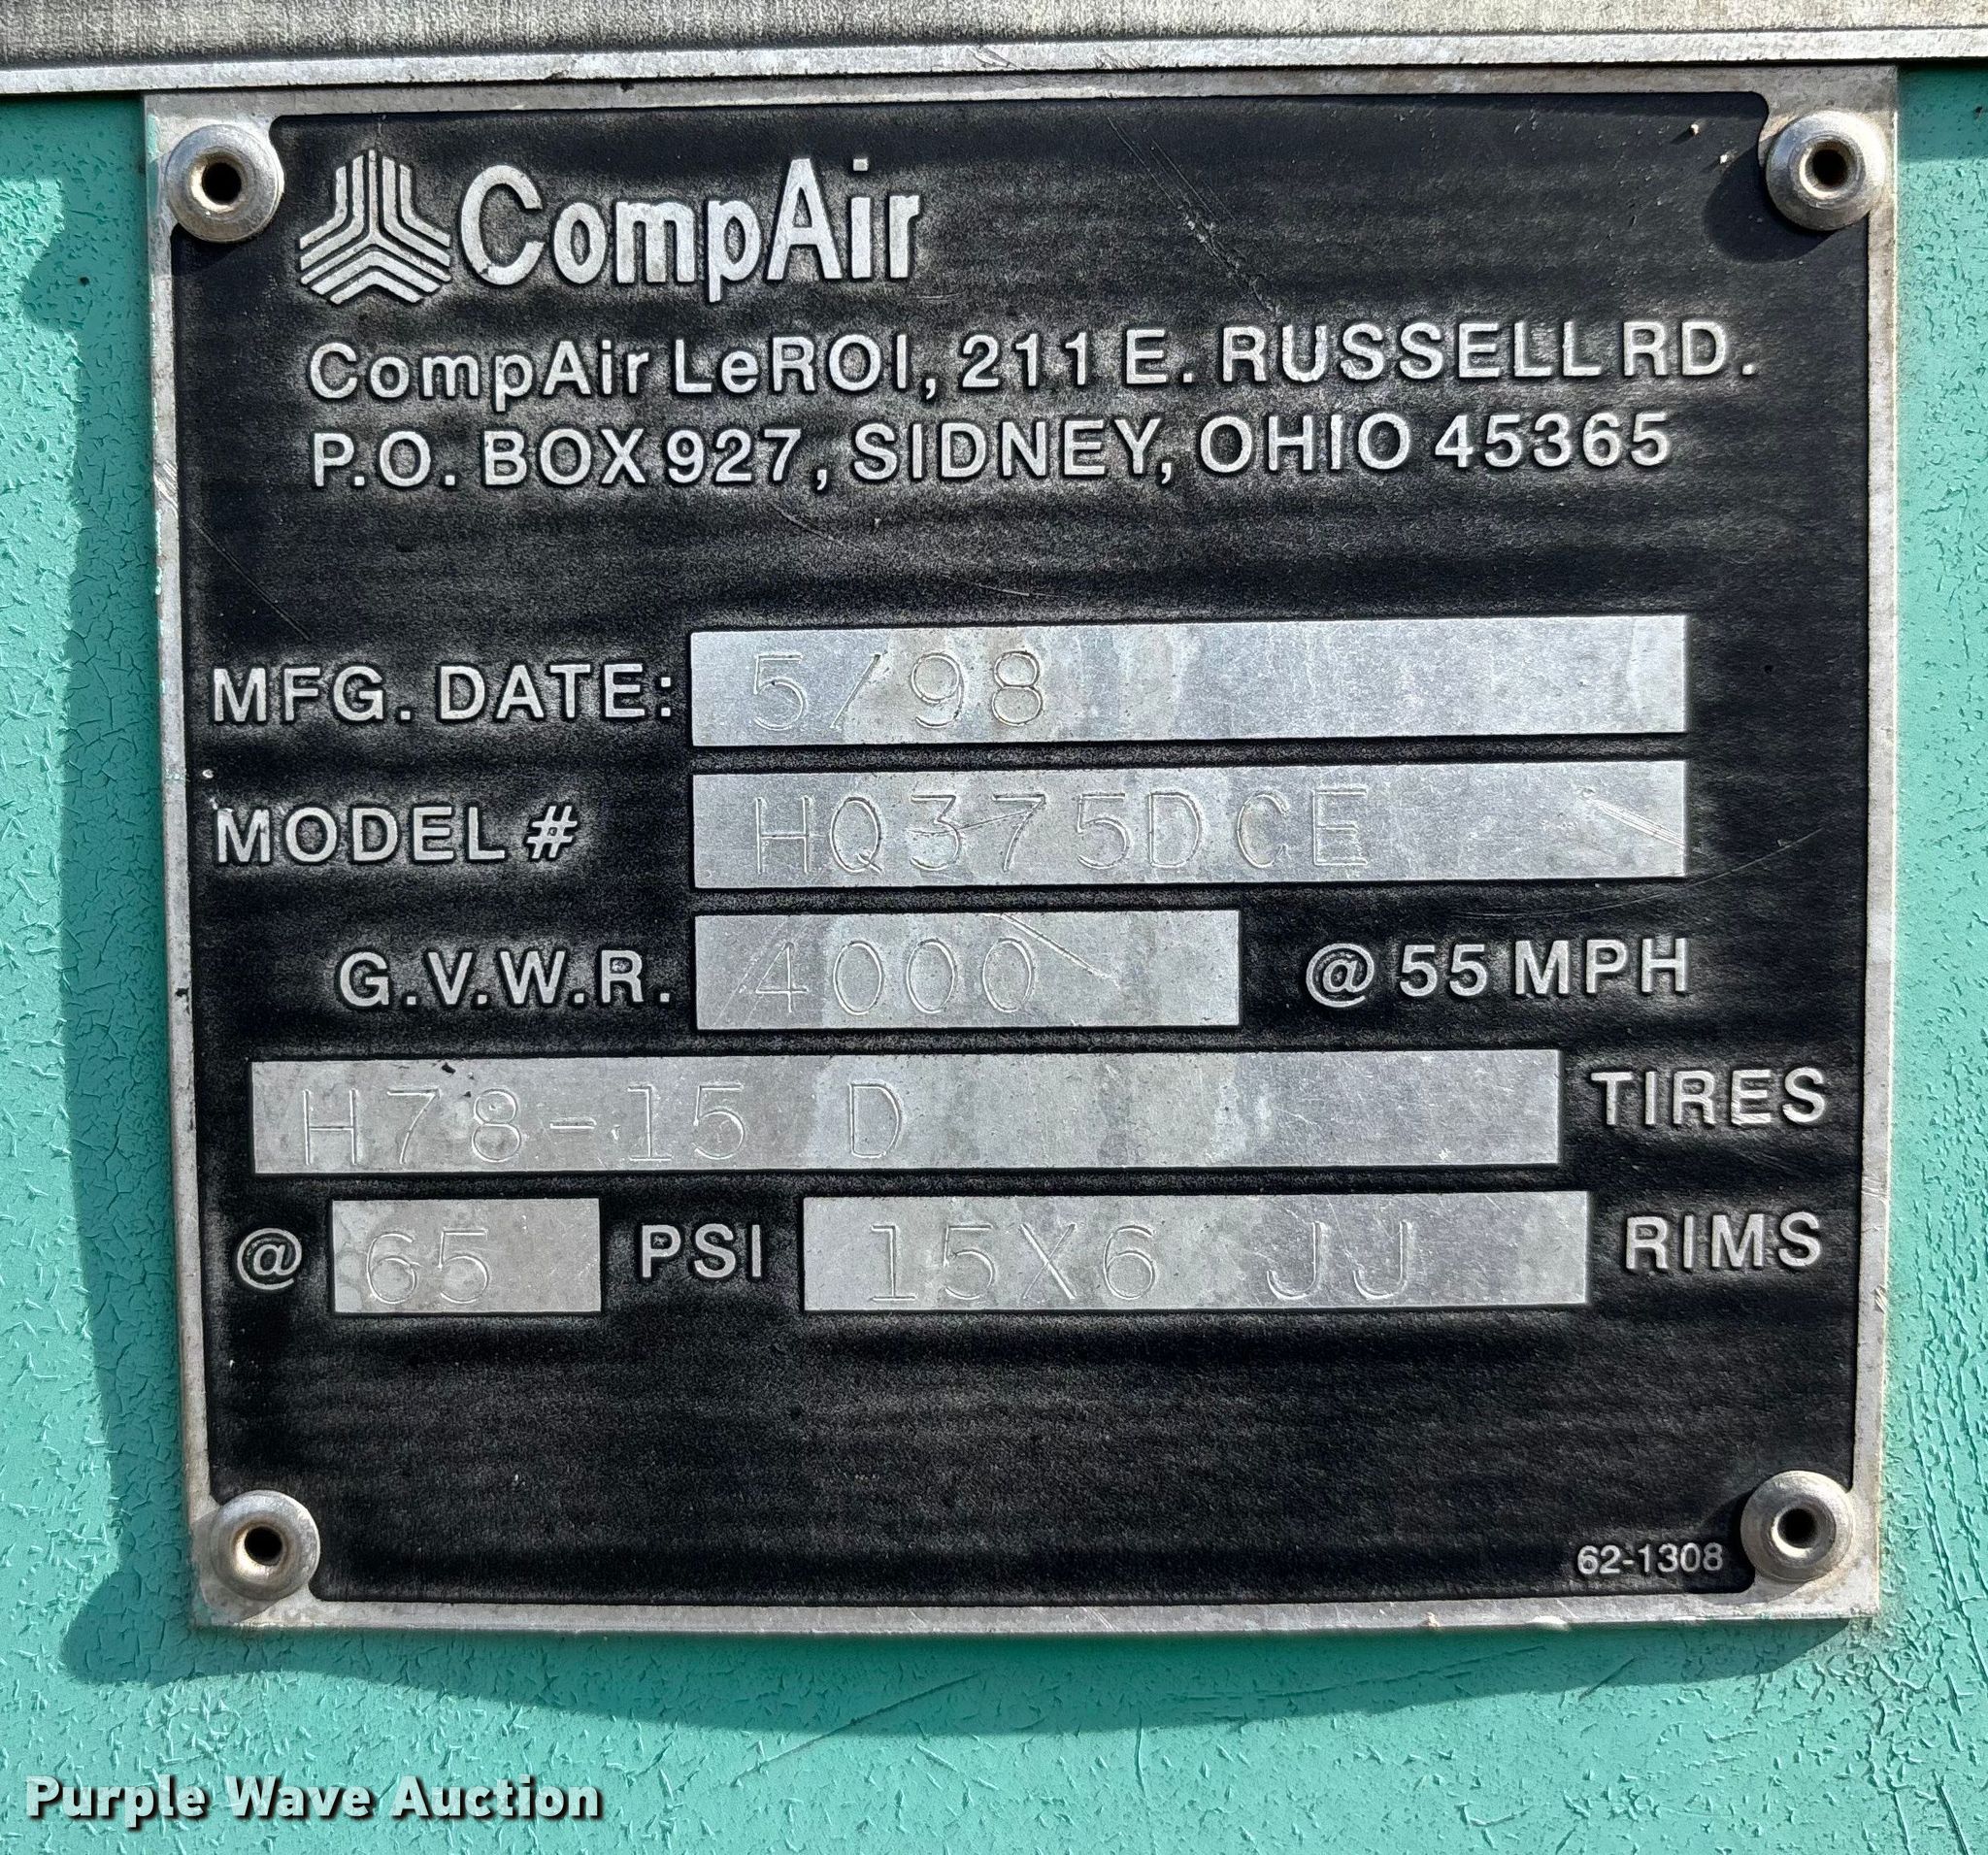 CompAir
CompAir LeROI, 211 E. RUSSELL RD.
P.O. BOX 927, SIDNEY, OHIO 45365
MFG. DATE: 5/98
MODEL # HQ375DCE
G.V.W.R. 4000 @ 55 MPH
H78-15 D TIRES
@ 65 PSI 15X6 JJ RIMS
62-1308
Purple Wave Auction